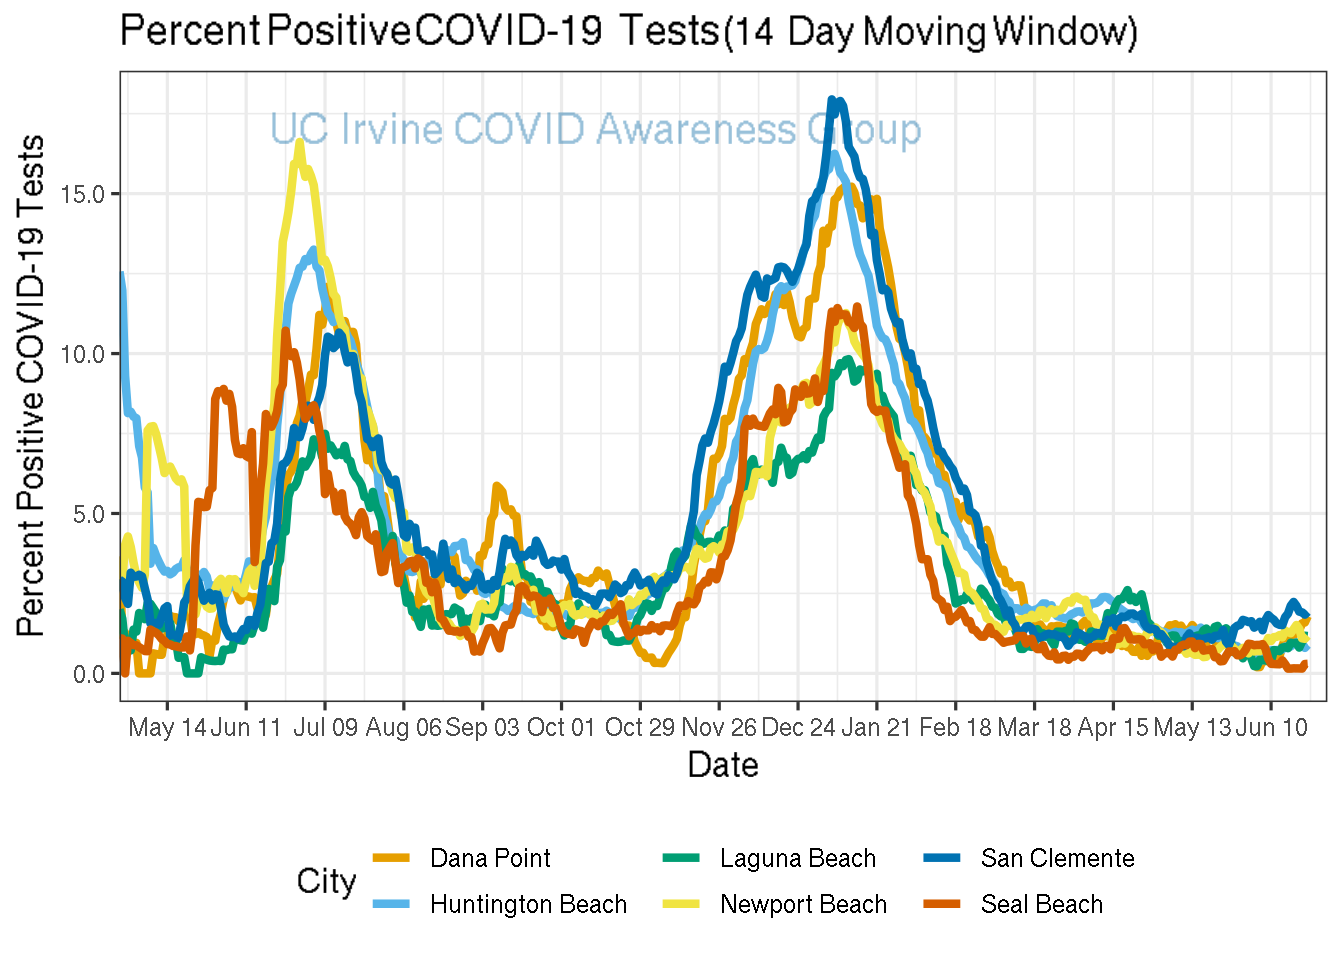 Percent Positive COVID-19 Tests(14 Day Moving Window)
UC Irvine COVID Awareness Group
Percent Positive COVID-19 Tests
15.0
10.0
5.0
0.0
May 14 Jun 11 Jul 09 Aug 06 Sep 03 Oct 01 Oct 29 Nov 26 Dec 24 Jan 21 Feb 18 Mar 18 Apr 15 May 13 Jun 10
Date
City
Dana Point Laguna Beach San Clemente
Huntington Beach Newport Beach Seal Beach